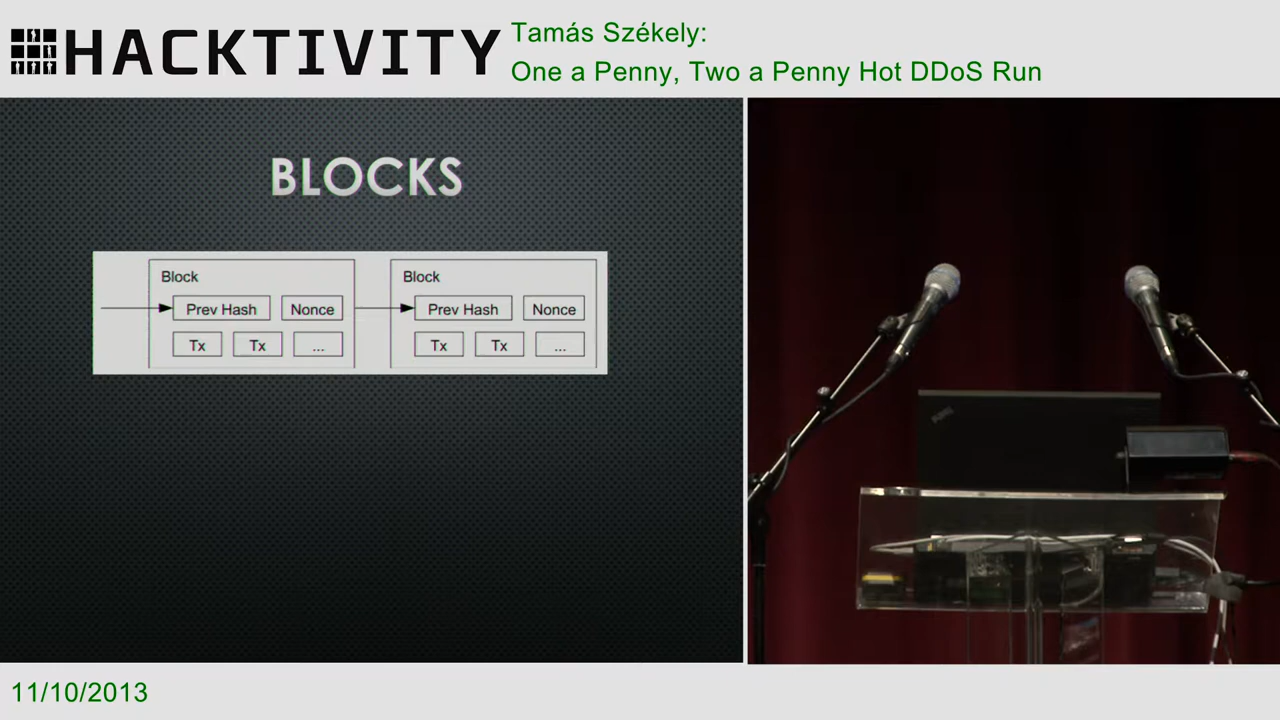 HACKTIVITY
Tamás Székely:
One a Penny, Two a Penny Hot DDoS Run
BLOCKS
Block
Prev Hash Nonce
Tx Tx ...
Block
Prev Hash Nonce
Tx Tx ...
11/10/2013